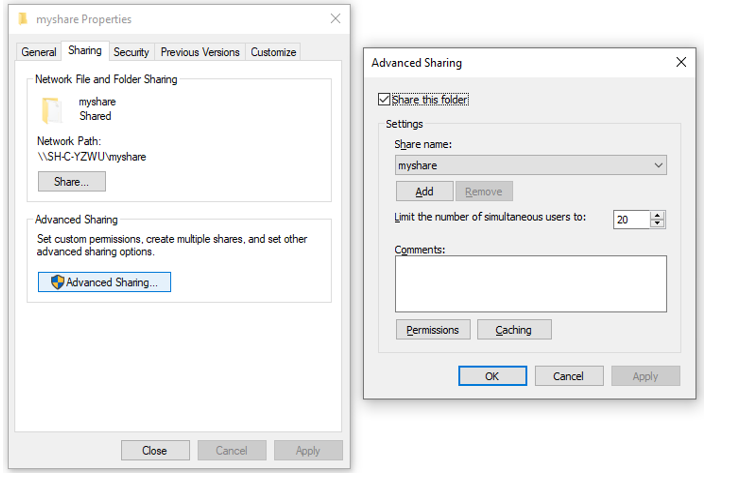 myshare Properties
General
Sharing
Security
Previous Versions
Customize
Network File and Folder Sharing
myshare
Shared
Network Path:
\\SH-C-YZWU\myshare
Share...
Advanced Sharing
Set custom permissions, create multiple shares, and set other
advanced sharing options.
Advanced Sharing...
Close
Cancel
Apply
Advanced Sharing
Share this folder
Settings
Share name:
myshare
Add
Remove
Limit the number of simultaneous users to:
20
Comments:
Permissions
Caching
OK
Cancel
Apply